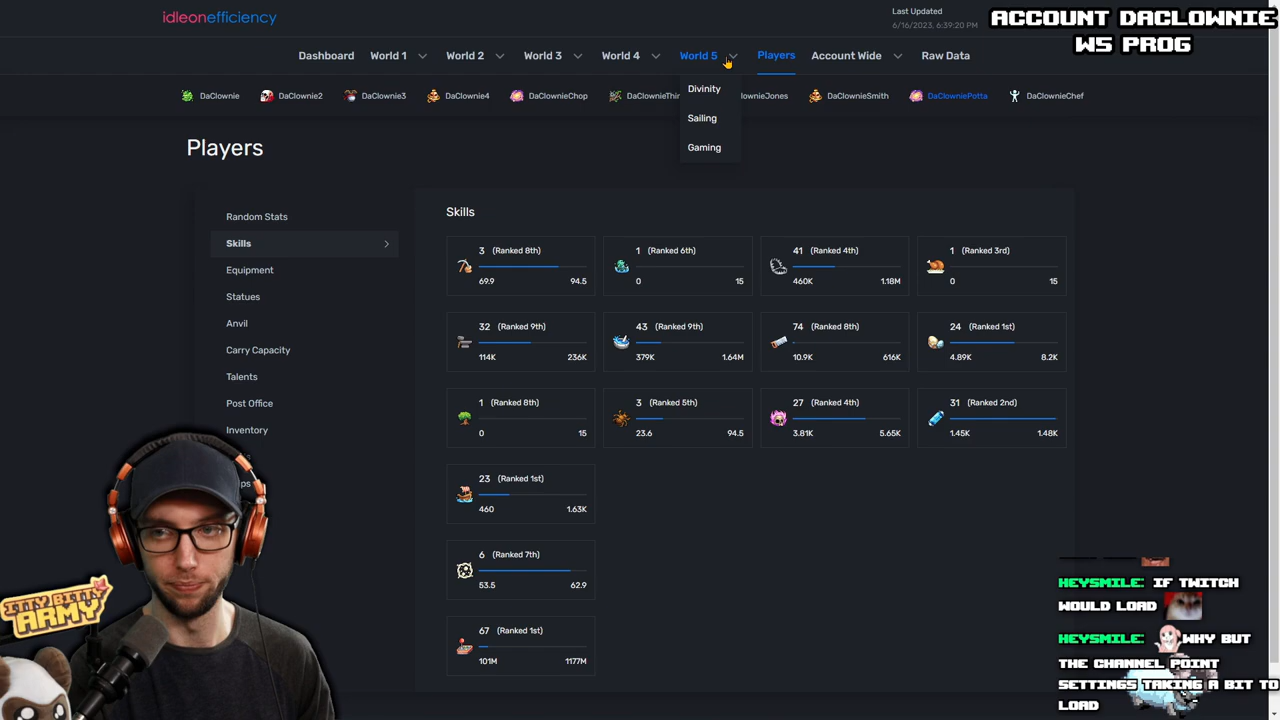 idleonefficiency
Last Updated
6/16/2023, 6:39:20 PM
ACCOUNT DACLOWNIE
W5 PROG
Dashboard World 1 World 2 World 3 World 4 World 5 Players Account Wide Raw Data
DaClownie DaClownie2 DaClownie3 DaClownie4 DaClownieChop DaClownieThi wnieJones DaClownieSmith DaClowniePotta DaClownieChef
Divinity
Sailing
Gaming
Players
Random Stats
Skills
Equipment
Statues
Anvil
Carry Capacity
Talents
Post Office
Inventory
Skills
3 (Ranked 8th) 1 (Ranked 6th) 41 (Ranked 4th) 1 (Ranked 3rd)
69.9 94.5 0 15 460K 1.18M 0 15
32 (Ranked 9th) 43 (Ranked 9th) 74 (Ranked 8th) 24 (Ranked 1st)
114K 236K 379K 1.64M 10.9K 616K 4.89K 8.2K
1 (Ranked 8th) 3 (Ranked 5th) 27 (Ranked 4th) 31 (Ranked 2nd)
0 15 23.6 94.5 3.81K 5.65K 1.45K 1.48K
23 (Ranked 1st)
460 1.63K
6 (Ranked 7th)
53.5 62.9
67 (Ranked 1st)
101M 1177M
ITTY BITTY
ARMY
HEYSMILE: IF TWITCH
WOULD LOAD
HEYSMILE: WHY BUT
THE CHANNEL POINT
SETTINGS TAKING A BIT TO
LOAD